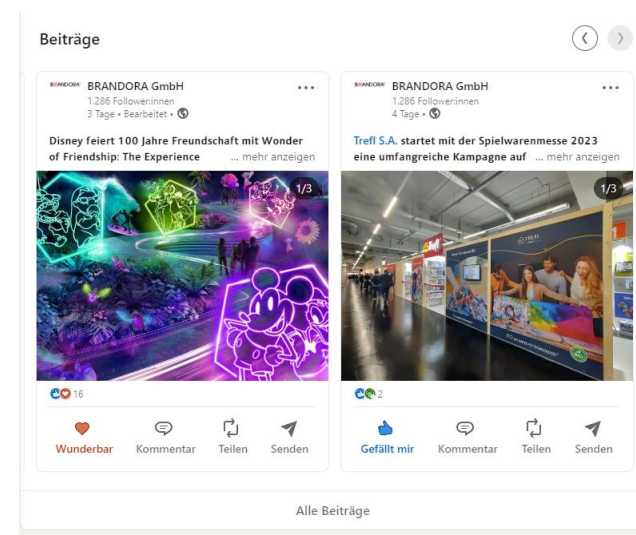 Beiträge
BRANDORA
BRANDORA GmbH
1.286 Follower:innen
3 Tage • Bearbeitet •
Disney feiert 100 Jahre Freundschaft mit Wonder
of Friendship: The Experience ... mehr anzeigen
1/3
16
Wunderbar Kommentar Teilen Senden
BRANDORA
BRANDORA GmbH
1.286 Follower:innen
4 Tage •
Trefl S.A. startet mit der Spielwarenmesse 2023
eine umfangreiche Kampagne auf ... mehr anzeigen
1/3
Trefl
TREFL
2
Gefällt mir Kommentar Teilen Senden
Alle Beiträge